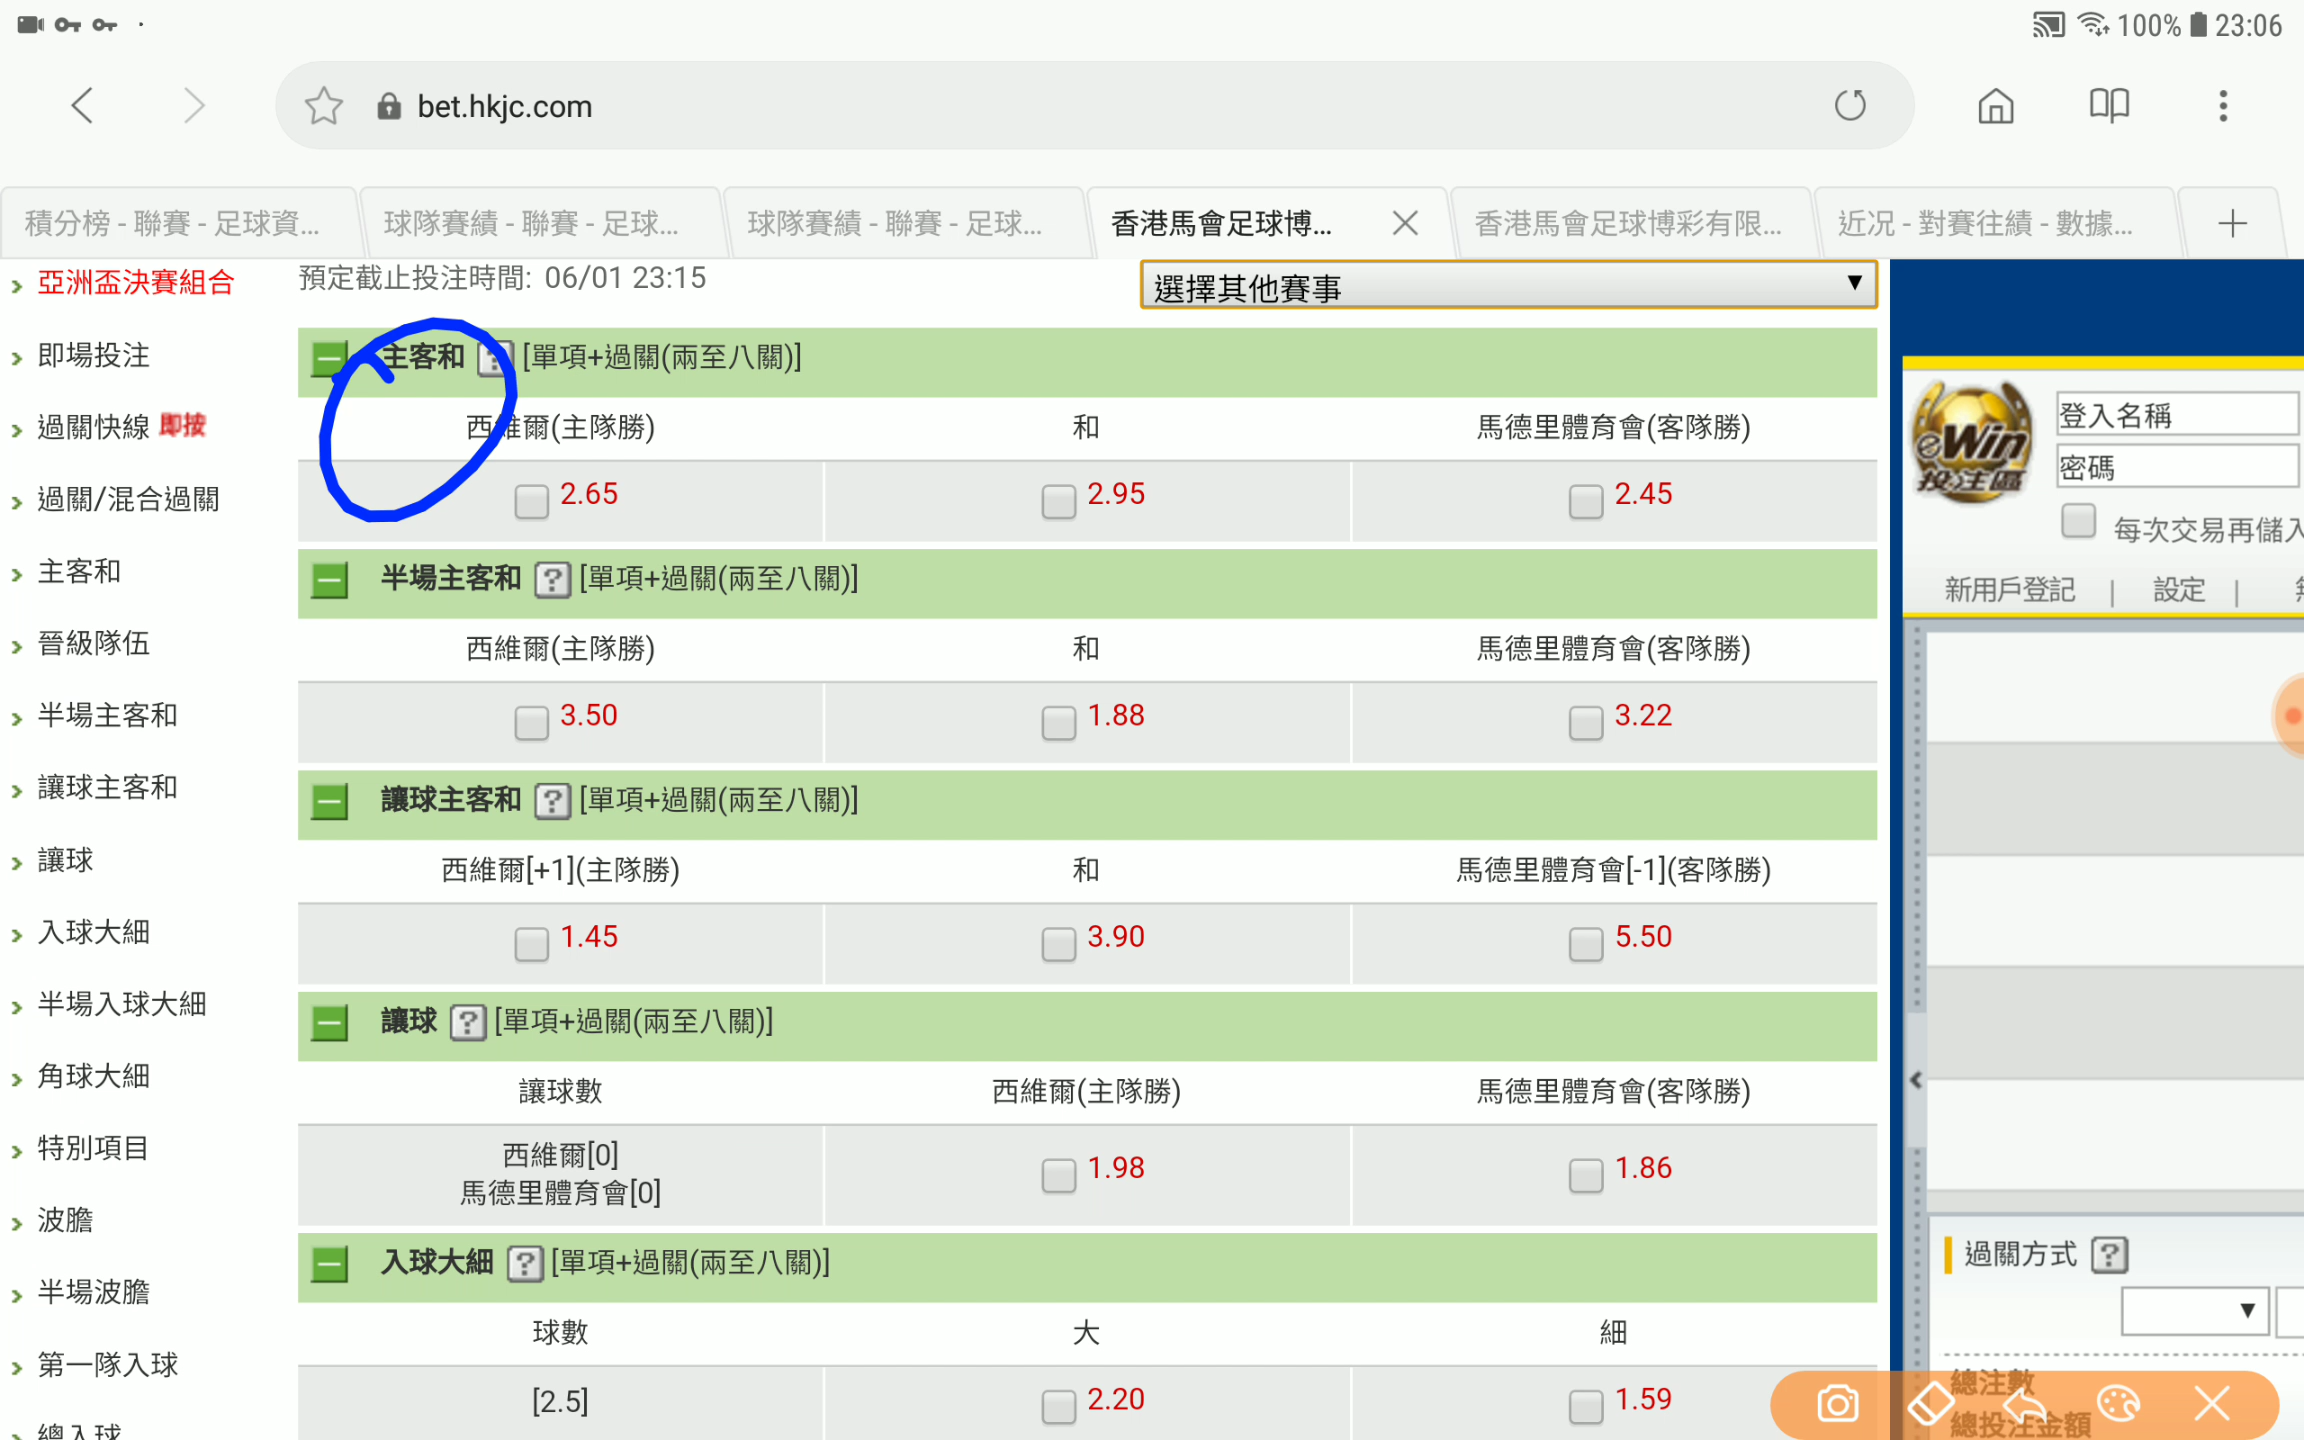 100% 23:06
bet.hkjc.com
積分榜 - 聯賽 - 足球資...
球隊賽績 - 聯賽 - 足球...
球隊賽績 - 聯賽 - 足球...
香港馬會足球博...
香港馬會足球博彩有限...
近況 - 對賽往績 - 數據...
亞洲盃決賽組合
即場投注
過關快線 即按
過關/混合過關
主客和
晉級隊伍
半場主客和
讓球主客和
讓球
入球大細
半場入球大細
角球大細
特別項目
波膽
半場波膽
第一隊入球
總入球
預定截止投注時間: 06/01 23:15
選擇其他賽事
主客和 ? [單項+過關(兩至八關)]
西維爾(主隊勝) 和 馬德里體育會(客隊勝)
2.65 2.95 2.45
半場主客和 ? [單項+過關(兩至八關)]
西維爾(主隊勝) 和 馬德里體育會(客隊勝)
3.50 1.88 3.22
讓球主客和 ? [單項+過關(兩至八關)]
西維爾[+1](主隊勝) 和 馬德里體育會[-1](客隊勝)
1.45 3.90 5.50
讓球 ? [單項+過關(兩至八關)]
讓球數 西維爾(主隊勝) 馬德里體育會(客隊勝)
西維爾[0]
馬德里體育會[0]
1.98 1.86
入球大細 ? [單項+過關(兩至八關)]
球數 大 細
[2.5] 2.20 1.59
eWin
投注區
登入名稱
密碼
每次交易再儲入
新用戶登記 | 設定 |
過關方式 ?
總注數
總投注金額